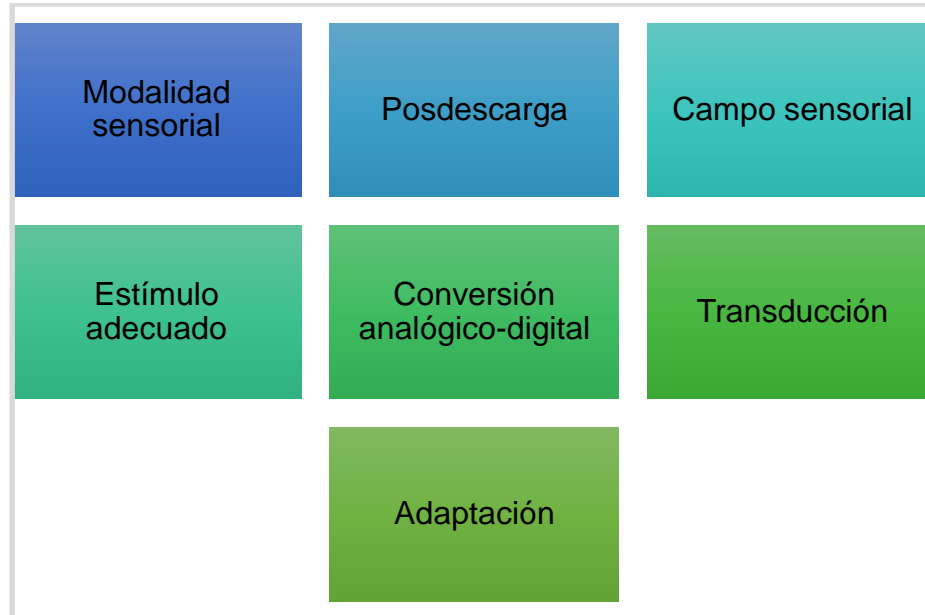 Modalidad
sensorial
Posdescarga
Campo sensorial
Estímulo
adecuado
Conversión
analógico-digital
Transducción
Adaptación